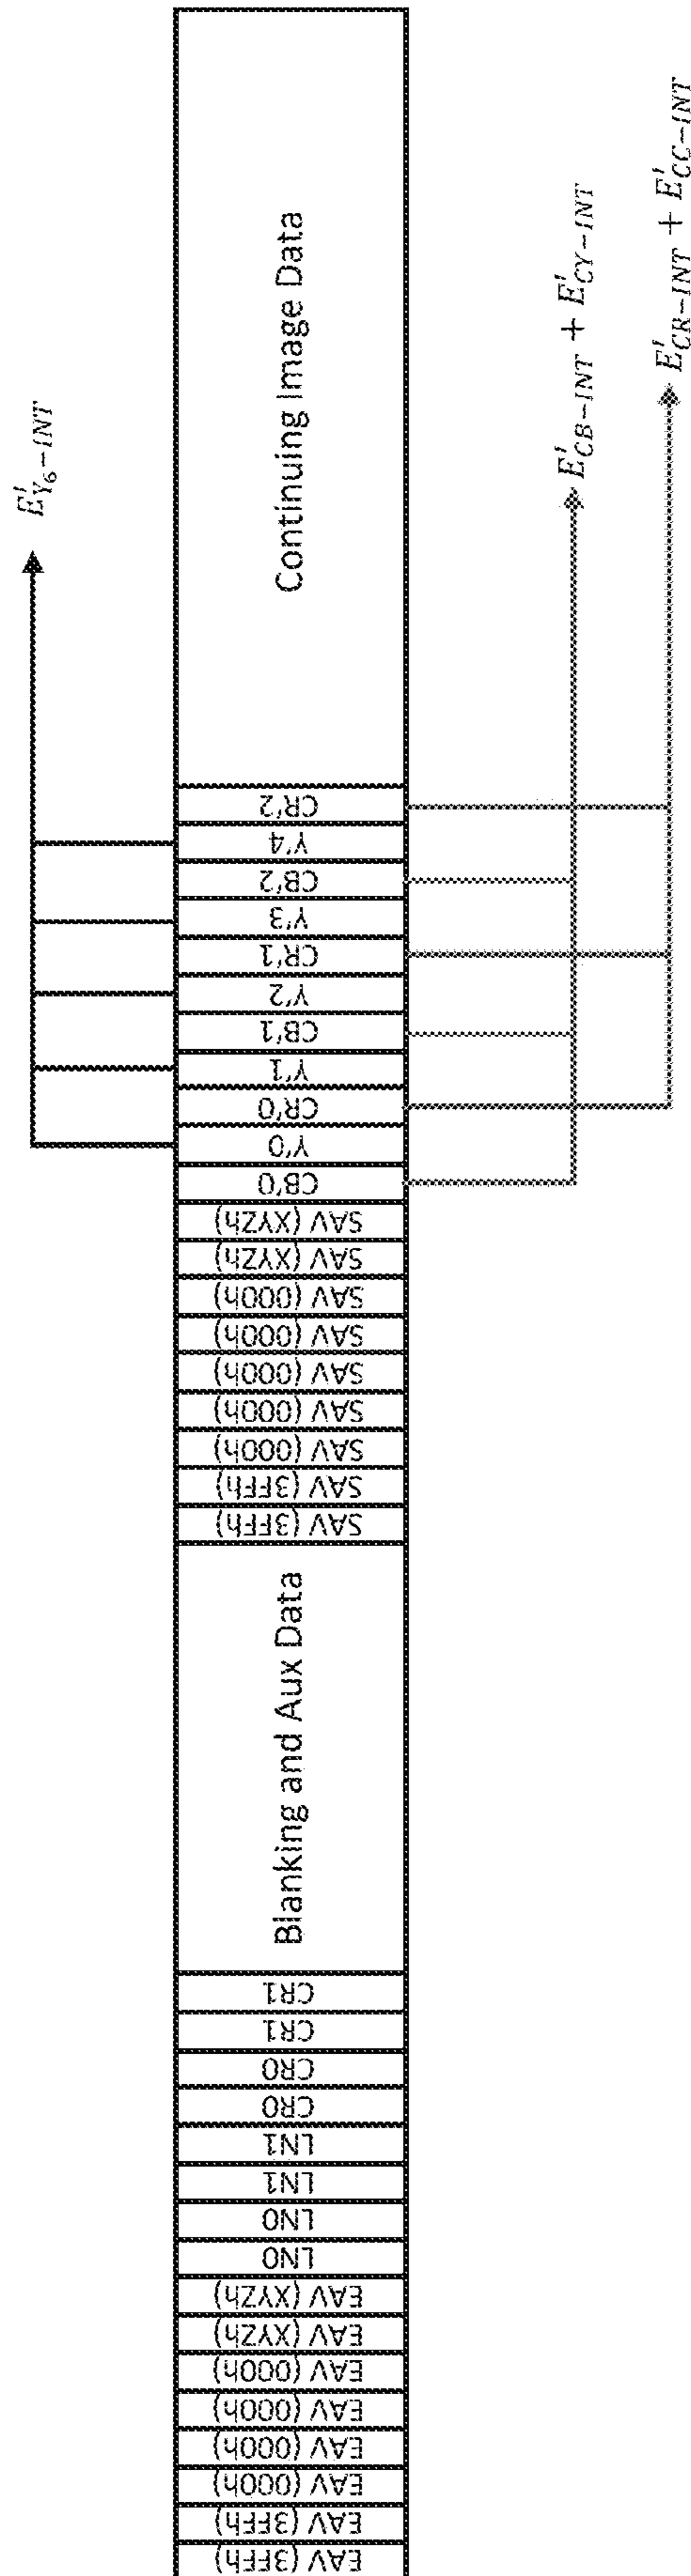 E'Y6−INT
EAV (3FFh)
EAV (3FFh)
EAV (000h)
EAV (000h)
EAV (000h)
EAV (000h)
EAV (XYZh)
EAV (XYZh)
LN0
LN0
LN1
LN1
CR0
CR0
CR1
CR1
Blanking and Aux Data
SAV (3FFh)
SAV (3FFh)
SAV (000h)
SAV (000h)
SAV (000h)
SAV (000h)
SAV (000h)
SAV (XYZh)
SAV (XYZh)
CB'0
Y'0
CR'0
Y'1
CB'1
Y'2
CR'1
Y'3
CB'2
Y'4
CR'2
Continuing Image Data
E'CB−INT + E'CY−INT
E'CR−INT + E'CC−INT